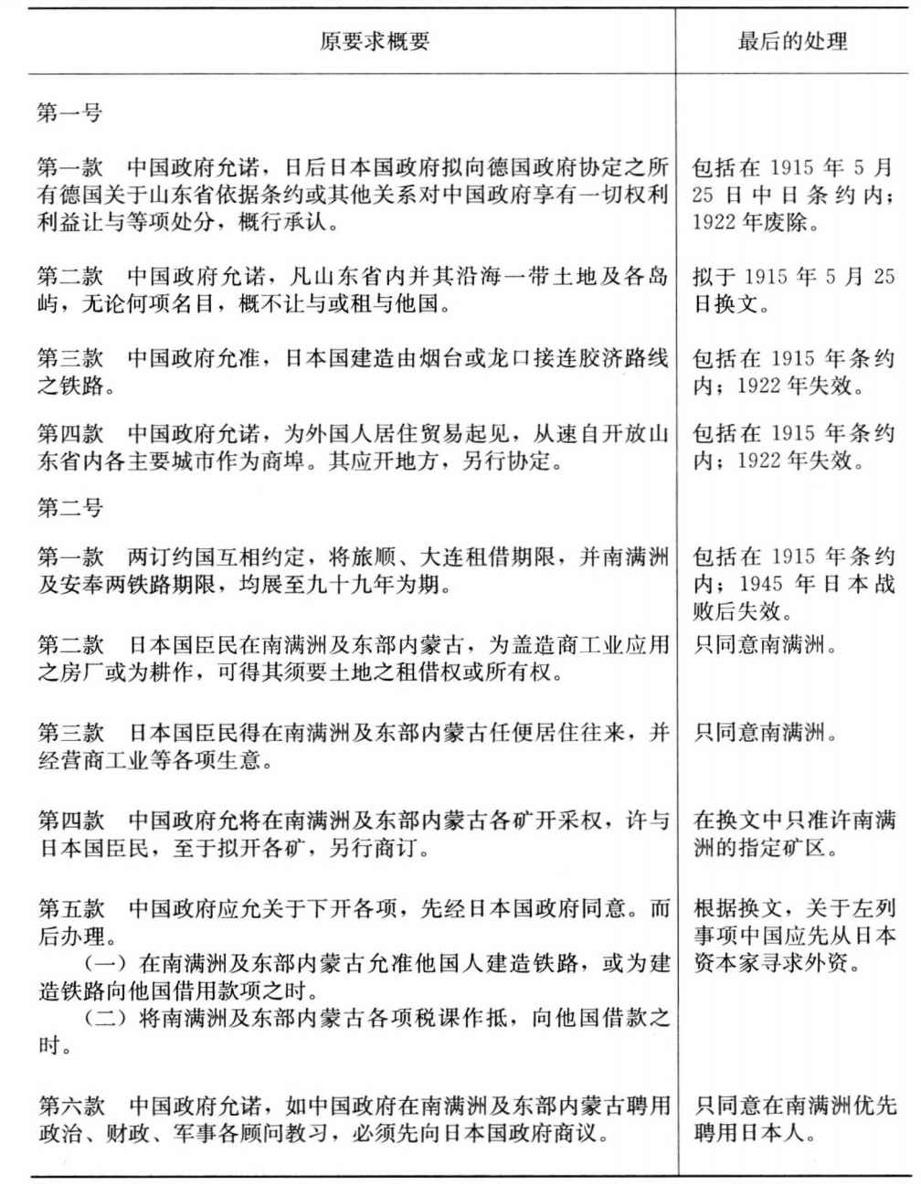 原要求概要
最后的处理
第一号
第一款　中国政府允诺，日后日本国政府拟向德国政府协定之所
有德国关于山东省依据条约或其他关系对中国政府享有一切权利
利益让与等项处分，概行承认。
包括在 1915 年 5 月
25 日中日条约内；
1922 年废除。
第二款　中国政府允诺，凡山东省内并其沿海一带土地及各岛
屿，无论何项名目，概不让与或租与他国。
拟于 1915 年 5 月 25
日换文。
第三款　中国政府允准，日本国建造由烟台或龙口接连胶济路线
之铁路。
包括在 1915 年条约
内；1922 年失效。
第四款　中国政府允诺，为外国人居住贸易起见，从速自开放山
东省内各主要城市作为商埠。其应开地方，另行协定。
包括在 1915 年条约
内；1922 年失效。
第二号
第一款　两订约国互相约定，将旅顺、大连租借期限，并南满洲
及安奉两铁路期限，均展至九十九年为期。
包括在 1915 年条约
内；1945 年日本战
败后失效。
第二款　日本国臣民在南满洲及东部内蒙古，为盖造商工业应用
之房厂或为耕作，可得其须要土地之租借权或所有权。
只同意南满洲。
第三款　日本国臣民得在南满洲及东部内蒙古任便居住往来，并
经营商工业等各项生意。
只同意南满洲。
第四款　中国政府允将在南满洲及东部内蒙古各矿开采权，许与
日本国臣民，至于拟开各矿，另行商订。
在换文中只准许南满
洲的指定矿区。
第五款　中国政府应允关于下开各项，先经日本国政府同意。而
后办理。
（一）在南满洲及东部内蒙古允准他国人建造铁路，或为建
造铁路向他国借用款项之时。
（二）将南满洲及东部内蒙古各项税课作抵，向他国借款之
时。
根据换文，关于左列
事项中国应先从日本
资本家寻求外资。
第六款　中国政府允诺，如中国政府在南满洲及东部内蒙古聘用
政治、财政、军事各顾问教习，必须先向日本国政府商议。
只同意在南满洲优先
聘用日本人。